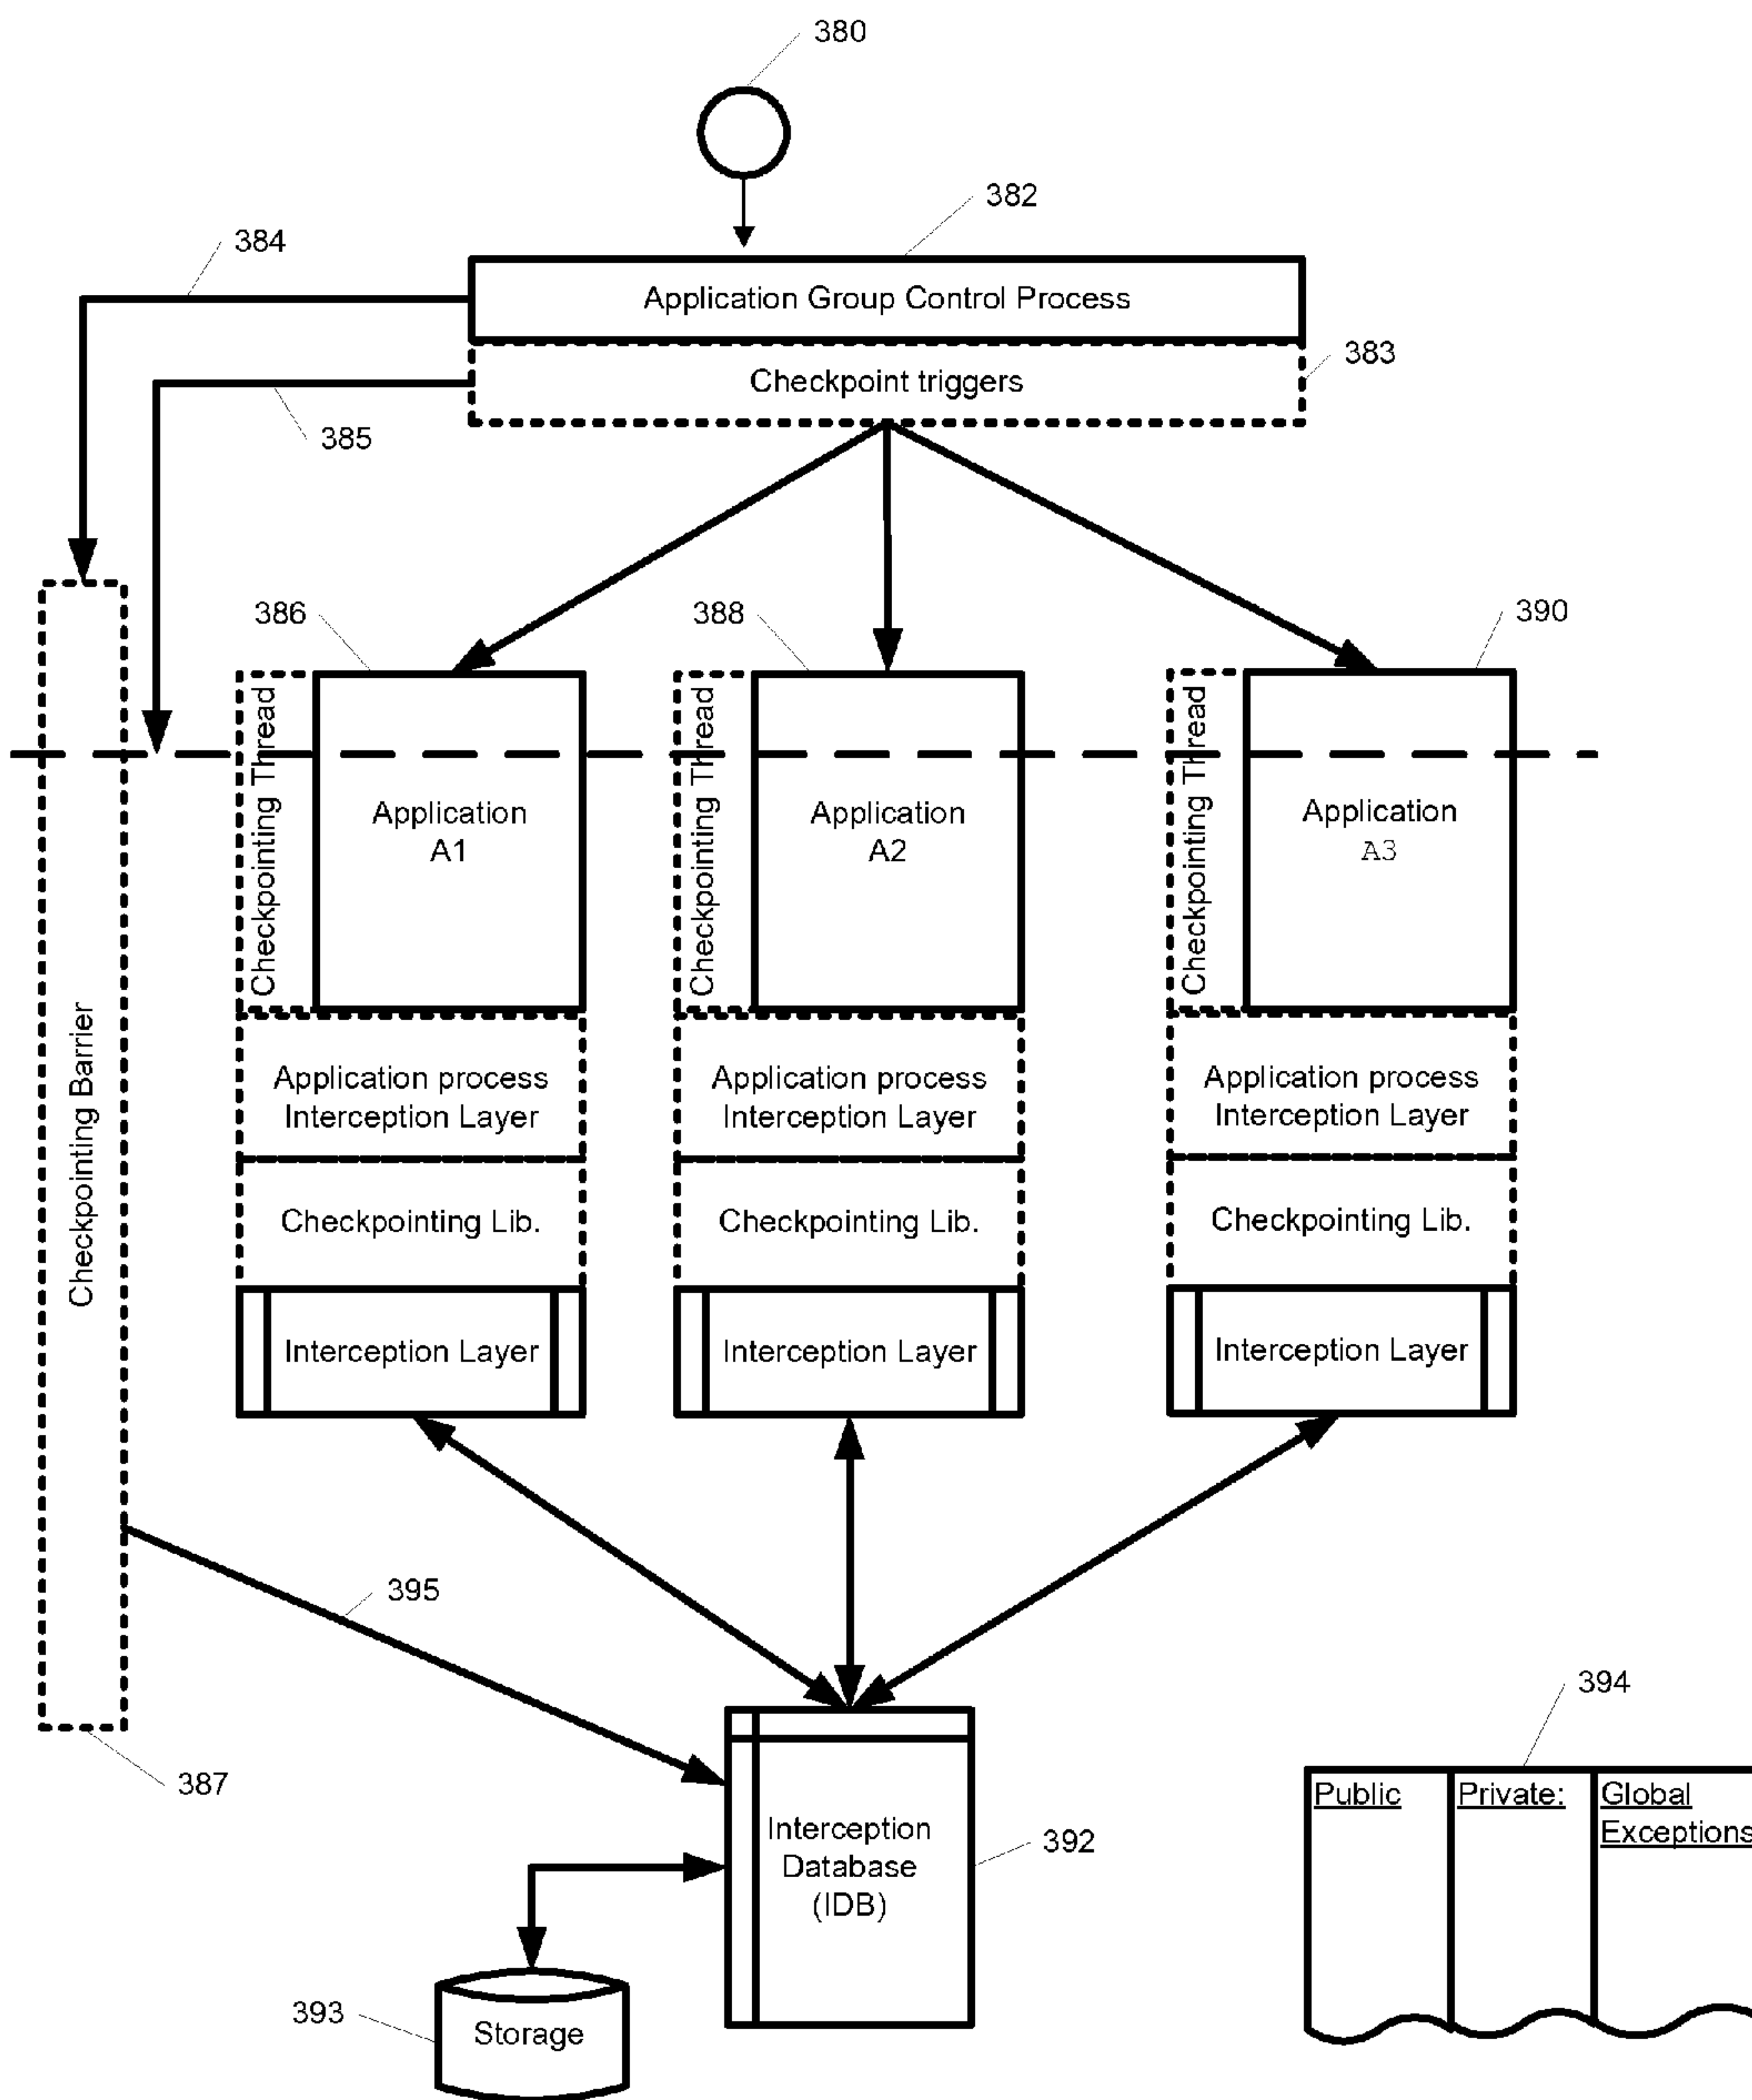 380
382
384
Application Group Control Process
383
Checkpoint triggers
385
386
388
390
Checkpointing Thread
Application
A1
Checkpointing Thread
Application
A2
Checkpointing Thread
Application
A3
Checkpointing Barrier
Application process
Interception Layer
Application process
Interception Layer
Application process
Interception Layer
Checkpointing Lib.
Checkpointing Lib.
Checkpointing Lib.
Interception Layer
Interception Layer
Interception Layer
395
394
387
Public
Private:
Global
Exceptions
Interception
Database
(IDB)
392
393
Storage